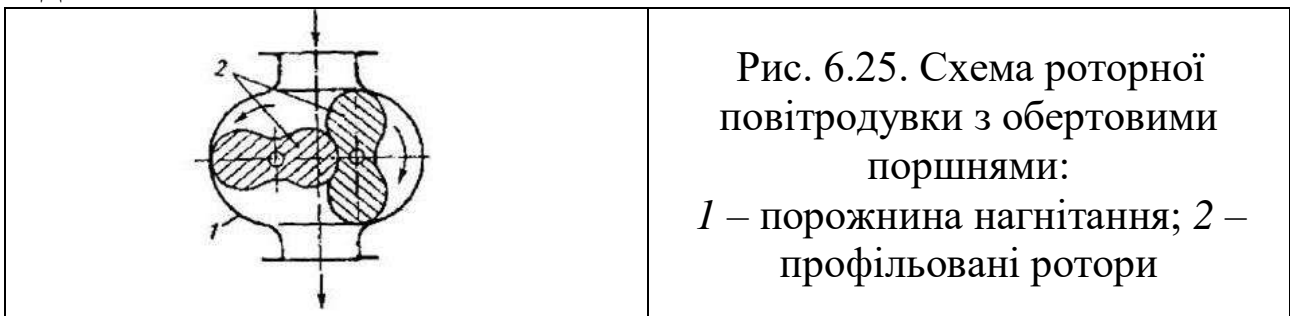 2
1
Рис. 6.25. Схема роторної
повітродувки з обертовими
поршнями:
1 – порожнина нагнітання; 2 –
профільовані ротори